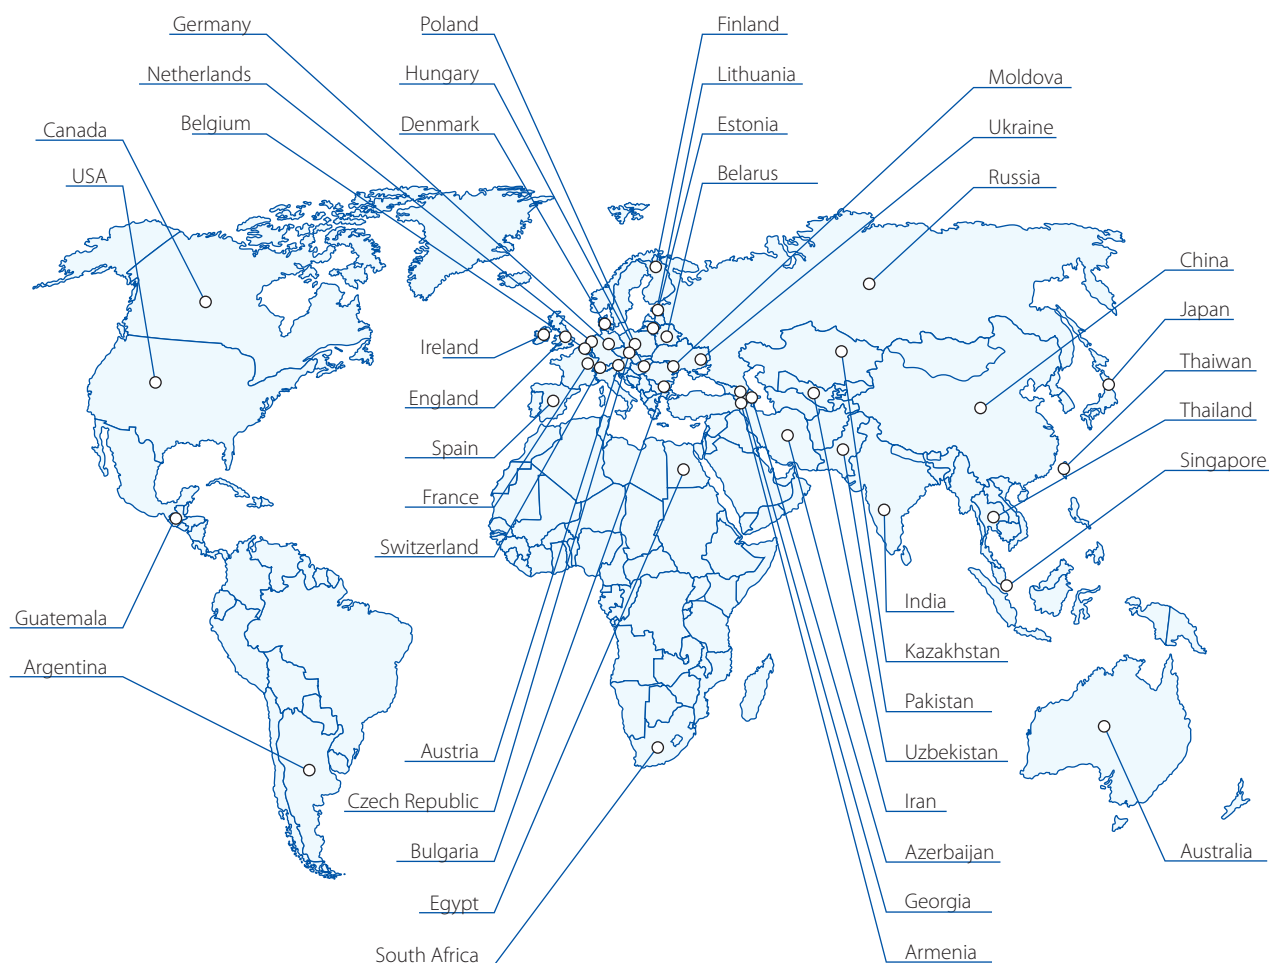 Germany
Netherlands
Belgium
Canada
USA
Poland
Hungary
Denmark
Finland
Lithuania
Estonia
Belarus
Moldova
Ukraine
Russia
China
Japan
Thaiwan
Thailand
Singapore
Ireland
England
Spain
France
Switzerland
Guatemala
Argentina
Austria
Czech Republic
Bulgaria
Egypt
South Africa
India
Kazakhstan
Pakistan
Uzbekistan
Iran
Azerbaijan
Georgia
Armenia
Australia